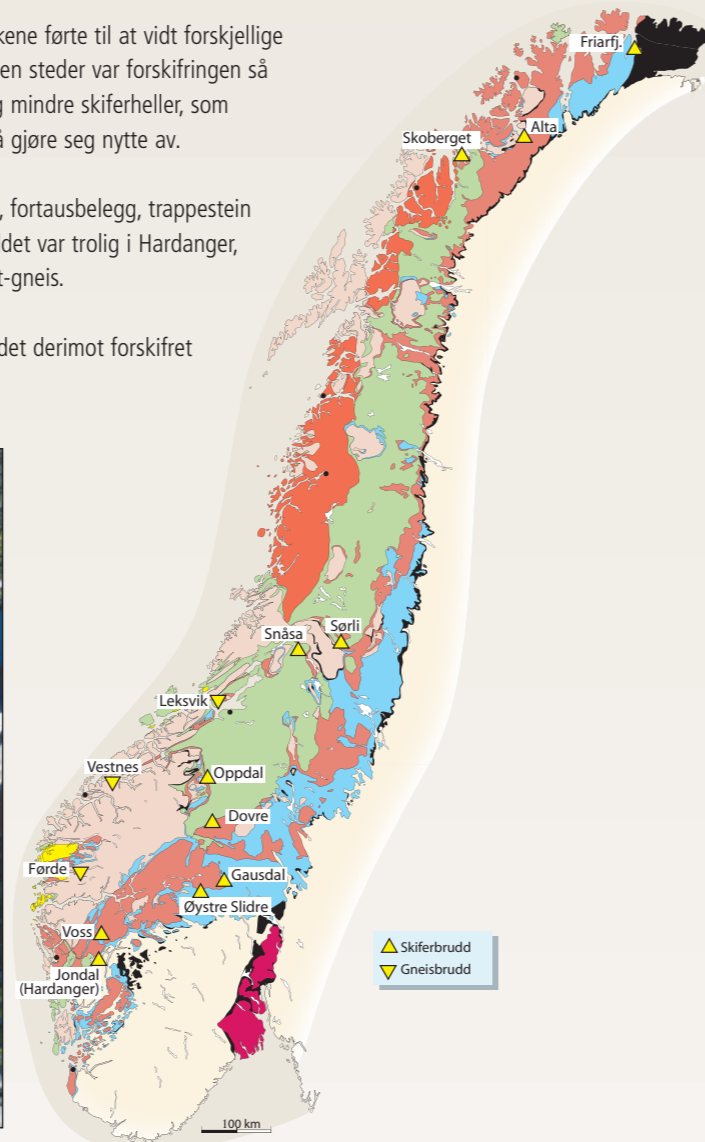 kene førte til at vidt forskjellige
en steder var forskifringen så
g mindre skiferheller, som
å gjøre seg nytte av.
, fortausbelegg, trappestein
ldet var trolig i Hardanger,
t-gneis.
det derimot forskifret
Friarfj.
Alta
Skoberget
Sørli
Snåsa
Leksvik
Vestnes
Oppdal
Dovre
Førde
Gausdal
Øystre Slidre
Voss
Jondal
(Hardanger)
Skiferbrudd
Gneisbrudd
100 km